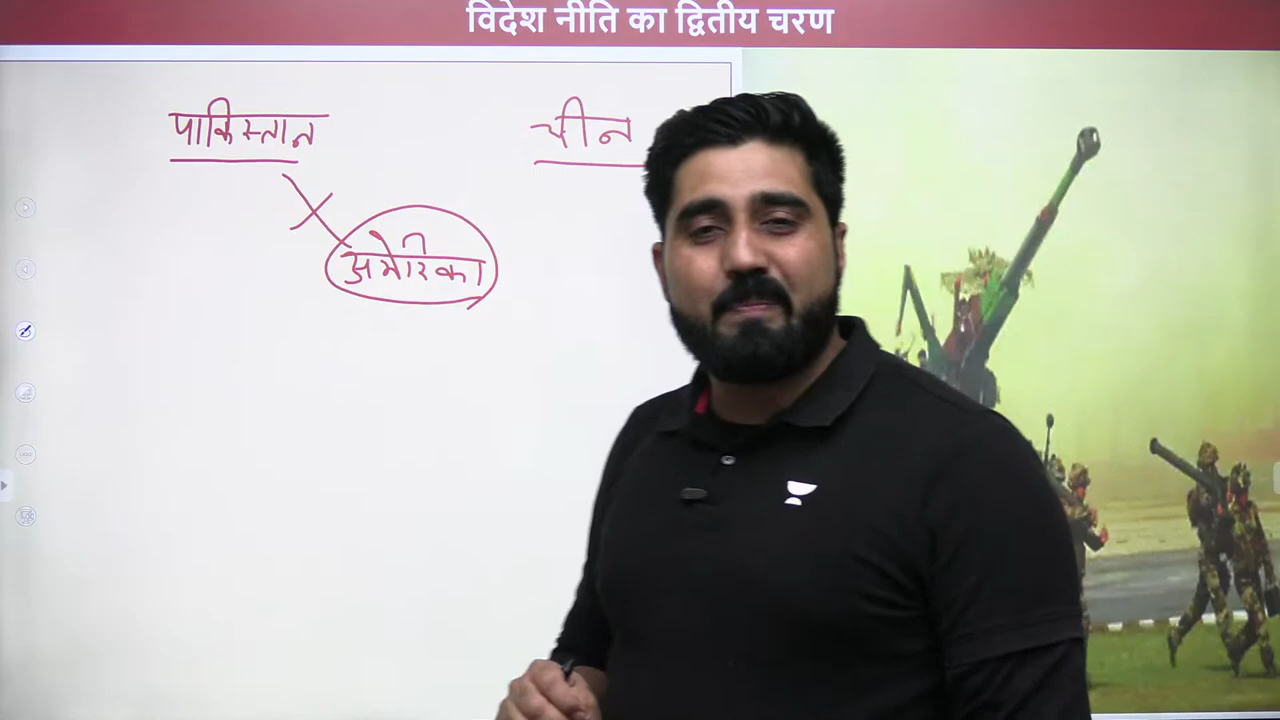 विदेश नीति का द्वितीय चरण
पाकिस्तान
चीन
X
अमेरिका